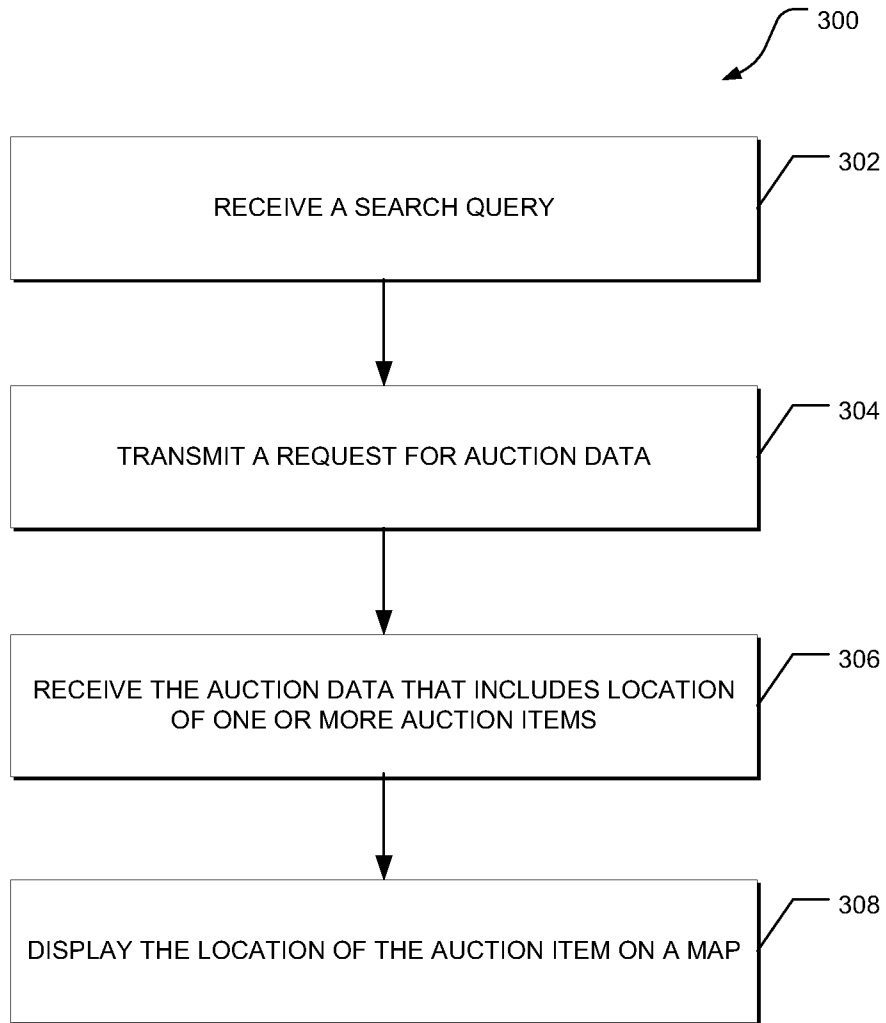 300
RECEIVE A SEARCH QUERY
302
TRANSMIT A REQUEST FOR AUCTION DATA
304
RECEIVE THE AUCTION DATA THAT INCLUDES LOCATION
OF ONE OR MORE AUCTION ITEMS
306
DISPLAY THE LOCATION OF THE AUCTION ITEM ON A MAP
308